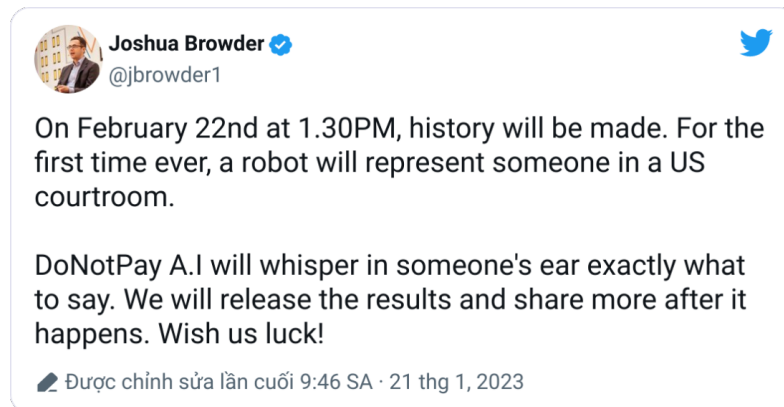 Joshua Browder
@jbrowder1
On February 22nd at 1.30PM, history will be made. For the
first time ever, a robot will represent someone in a US
courtroom.
DoNotPay A.I will whisper in someone's ear exactly what
to say. We will release the results and share more after it
happens. Wish us luck!
Được chỉnh sửa lần cuối 9:46 SA · 21 thg 1, 2023